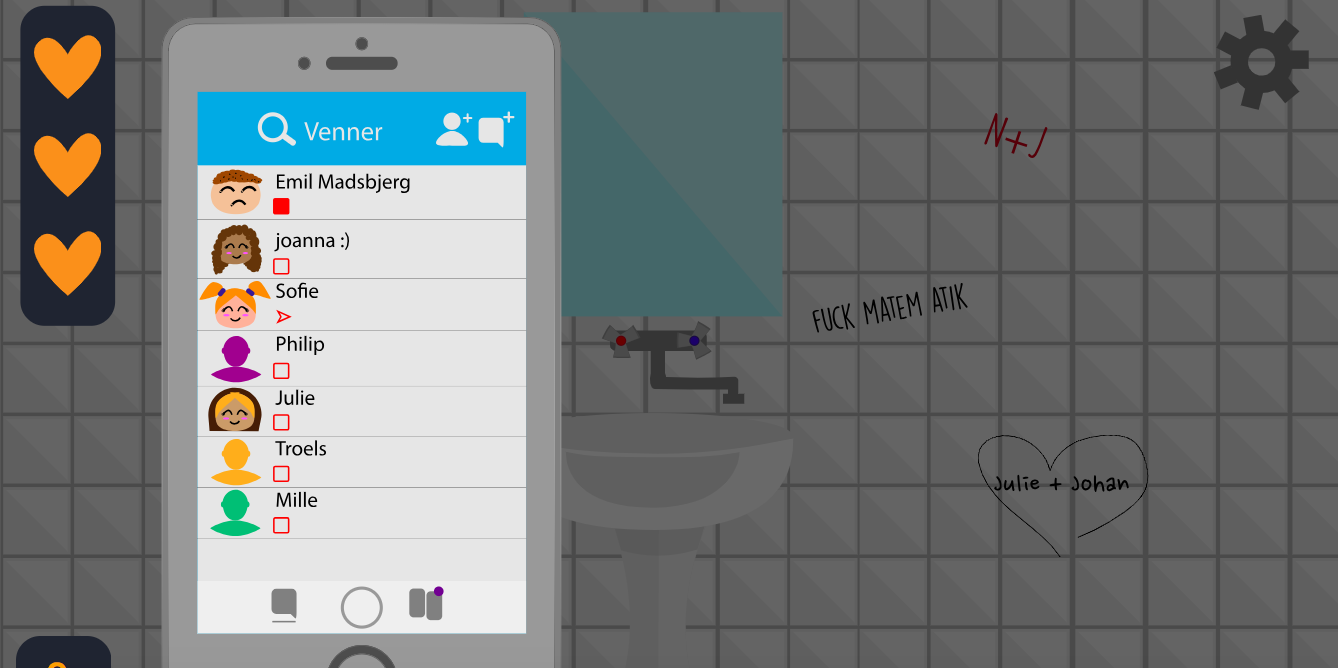 Venner
Emil Madsbjerg
joanna :)
Sofie
Philip
Julie
Troels
Mille
N+J
FUCK MATEM ATIK
Julie + Johan